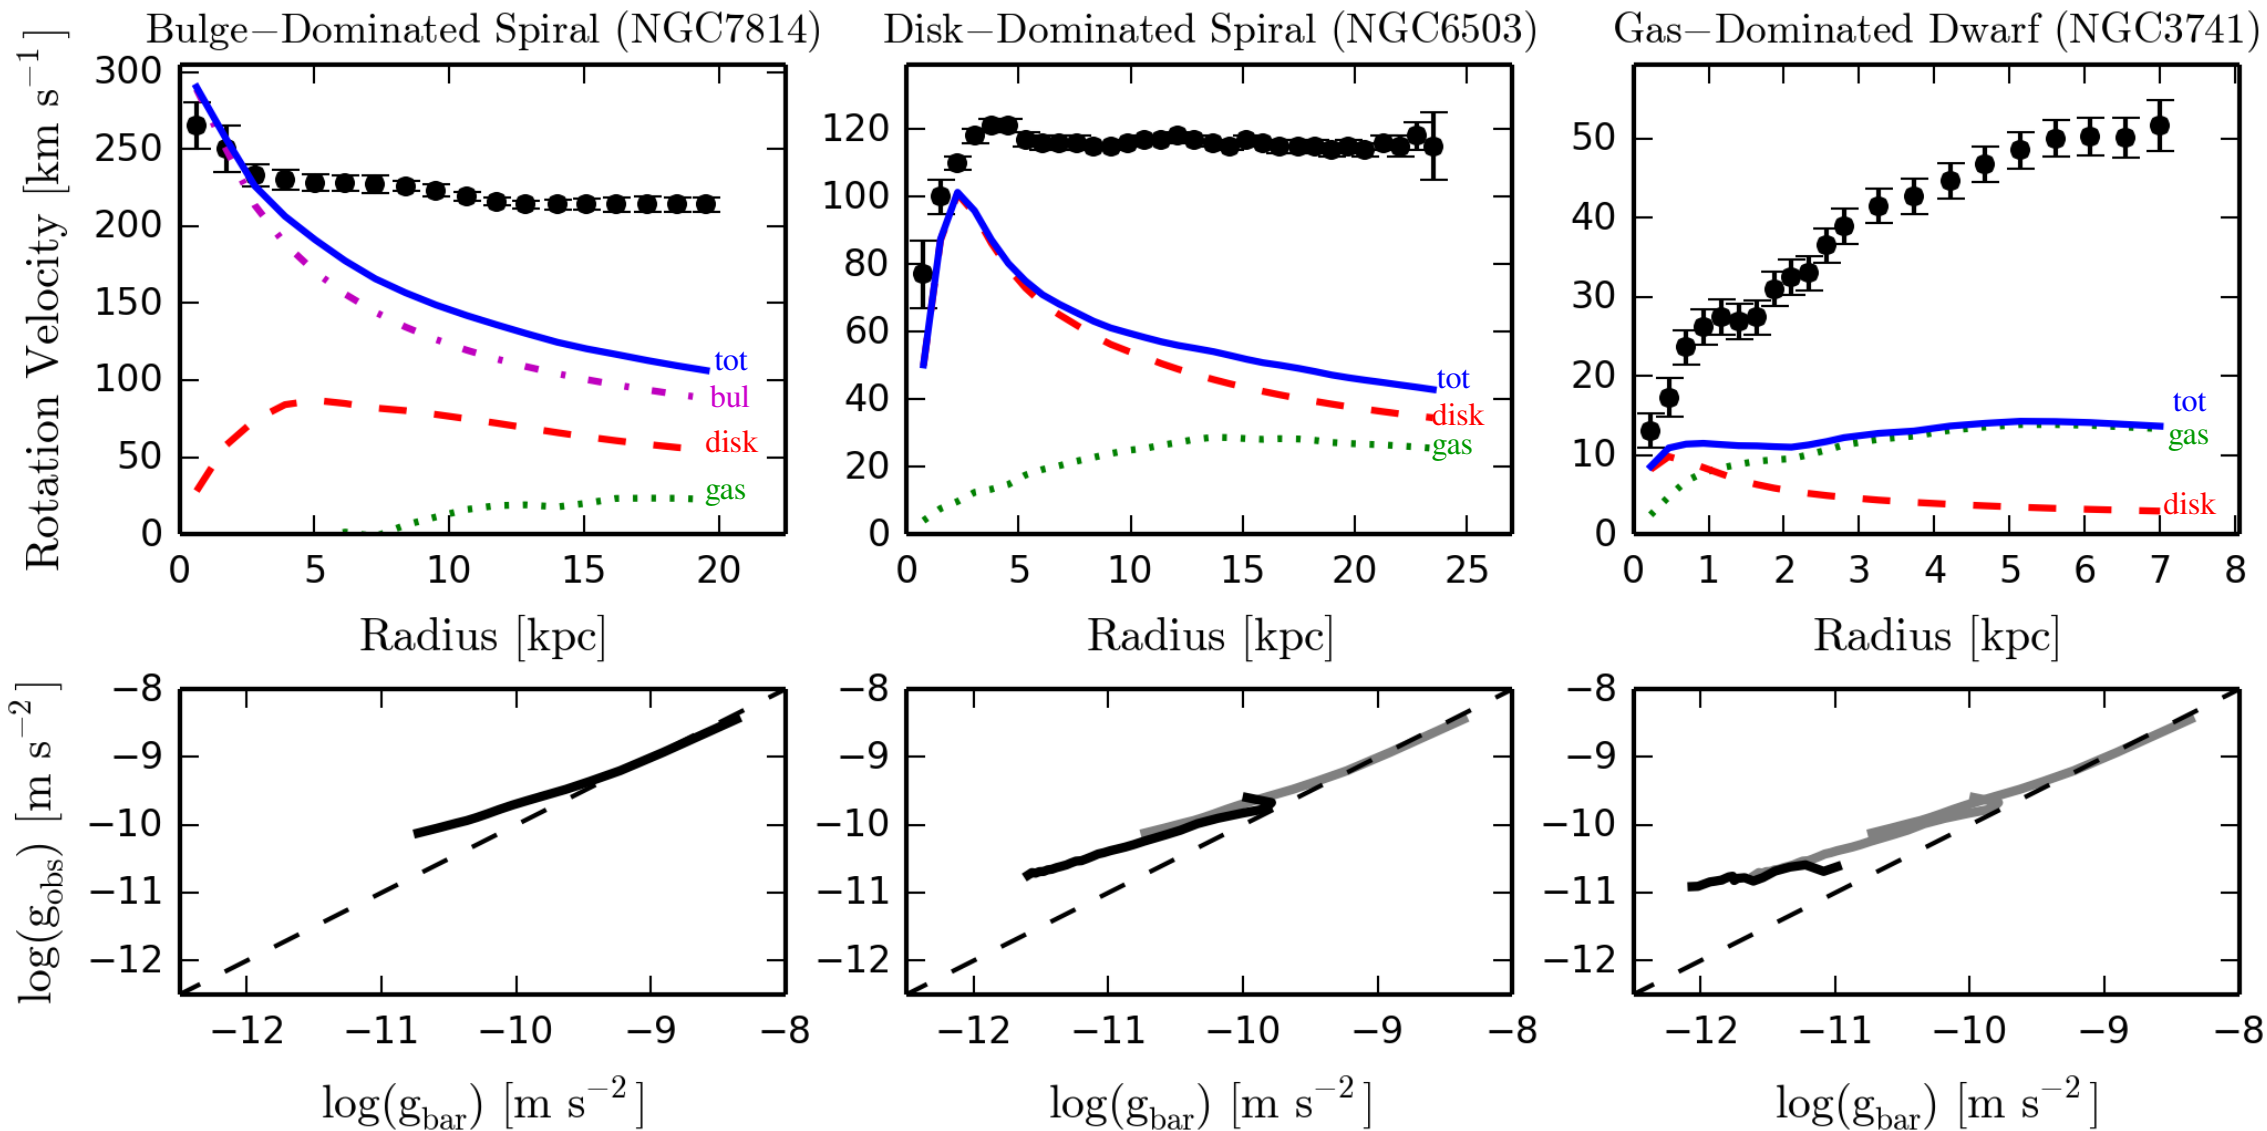 Bulge−Dominated Spiral (NGC7814)
Rotation Velocity [km s−1]
300
250
200
150
100
50
0
tot
bul
disk
gas
0 5 10 15 20
Radius [kpc]
Disk−Dominated Spiral (NGC6503)
120
100
80
60
40
20
0
tot
disk
gas
0 5 10 15 20 25
Radius [kpc]
Gas−Dominated Dwarf (NGC3741)
50
40
30
20
10
0
tot
gas
disk
0 1 2 3 4 5 6 7 8
Radius [kpc]
log(gobs) [m s−2]
−8
−9
−10
−11
−12
−12 −11 −10 −9 −8
log(gbar) [m s−2]
−8
−9
−10
−11
−12
−12 −11 −10 −9 −8
log(gbar) [m s−2]
−8
−9
−10
−11
−12
−12 −11 −10 −9 −8
log(gbar) [m s−2]